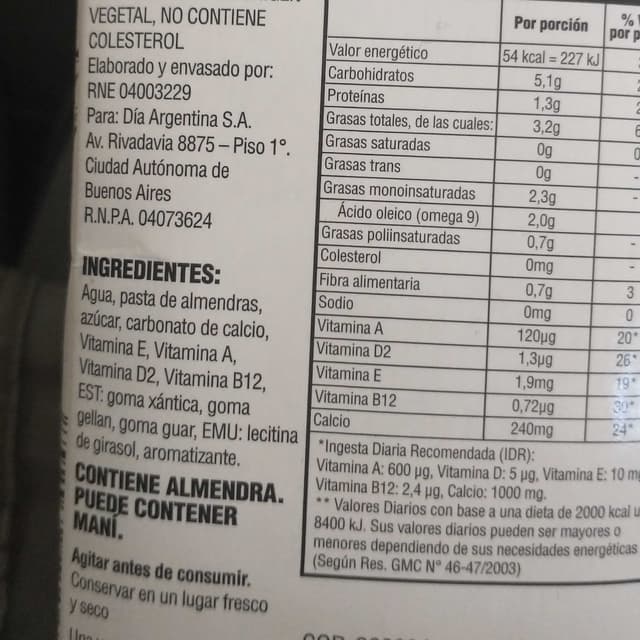 VEGETAL, NO CONTIENE
COLESTEROL
Elaborado y envasado por:
RNE 04003229
Para: Día Argentina S.A.
Av. Rivadavia 8875 – Piso 1°.
Ciudad Autónoma de
Buenos Aires
R.N.P.A. 04073624
INGREDIENTES:
Agua, pasta de almendras,
azúcar, carbonato de calcio,
Vitamina E, Vitamina A,
Vitamina D2, Vitamina B12,
EST: goma xántica, goma
gellan, goma guar, EMU: lecitina
de girasol, aromatizante.
CONTIENE ALMENDRA.
PUEDE CONTENER
MANÍ.
Agitar antes de consumir.
Conservar en un lugar fresco
y seco
Por porción %
por p
Valor energético 54 kcal = 227 kJ
Carbohidratos 5,1g
Proteínas 1,3g
Grasas totales, de las cuales: 3,2g
Grasas saturadas 0g 0
Grasas trans 0g -
Grasas monoinsaturadas 2,3g -
Ácido oleico (omega 9) 2,0g
Grasas poliinsaturadas 0,7g -
Colesterol 0mg -
Fibra alimentaria 0,7g 3
Sodio 0mg 0
Vitamina A 120µg 20*
Vitamina D2 1,3µg 26*
Vitamina E 1,9mg 19*
Vitamina B12 0,72µg 30*
Calcio 240mg 24*
*Ingesta Diaria Recomendada (IDR):
Vitamina A: 600 µg, Vitamina D: 5 µg, Vitamina E: 10 mg
Vitamina B12: 2,4 µg, Calcio: 1000 mg.
** Valores Diarios con base a una dieta de 2000 kcal u
8400 kJ. Sus valores diarios pueden ser mayores o
menores dependiendo de sus necesidades energéticas
(Según Res. GMC N° 46-47/2003)